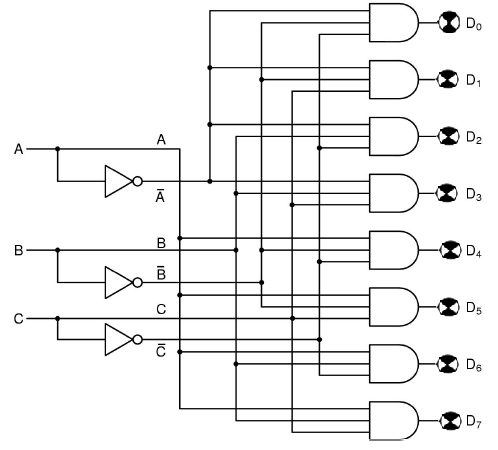 D₀
D₁
D₂
A A
A̅
D₃
B B
D₄
B̅
C C
D₅
C̅
D₆
D₇